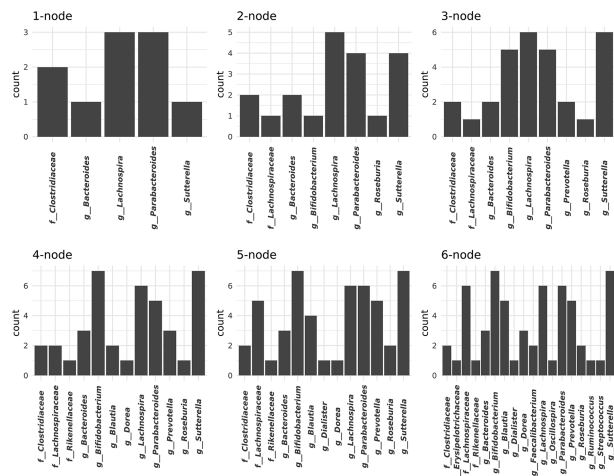 1-node
2-node
3-node
count
3
2
1
0
f__Clostridiaceae
g__Bacteroides
g__Lachnospira
g__Parabacteroides
g__Sutterella
count
5
4
3
2
1
0
f__Clostridiaceae
f__Lachnospiraceae
g__Bacteroides
g__Bifidobacterium
g__Lachnospira
g__Parabacteroides
g__Roseburia
g__Sutterella
count
6
4
2
0
f__Clostridiaceae
f__Lachnospiraceae
g__Bacteroides
g__Bifidobacterium
g__Lachnospira
g__Parabacteroides
g__Prevotella
g__Roseburia
g__Sutterella
4-node
5-node
6-node
count
6
4
2
0
f__Clostridiaceae
f__Lachnospiraceae
f__Rikenellaceae
g__Bacteroides
g__Bifidobacterium
g__Blautia
g__Dorea
g__Lachnospira
g__Parabacteroides
g__Prevotella
g__Roseburia
g__Sutterella
count
6
4
2
0
f__Clostridiaceae
f__Lachnospiraceae
f__Rikenellaceae
g__Bacteroides
g__Bifidobacterium
g__Blautia
g__Dialister
g__Dorea
g__Lachnospira
g__Parabacteroides
g__Prevotella
g__Roseburia
g__Sutterella
count
6
4
2
0
f__Clostridiaceae
f__Erysipelotrichaceae
f__Lachnospiraceae
f__Rikenellaceae
g__Bacteroides
g__Bifidobacterium
g__Blautia
g__Dialister
g__Dorea
g__Faecalibacterium
g__Lachnospira
g__Oscillospira
g__Parabacteroides
g__Prevotella
g__Roseburia
g__Ruminococcus
g__Streptococcus
g__Sutterella